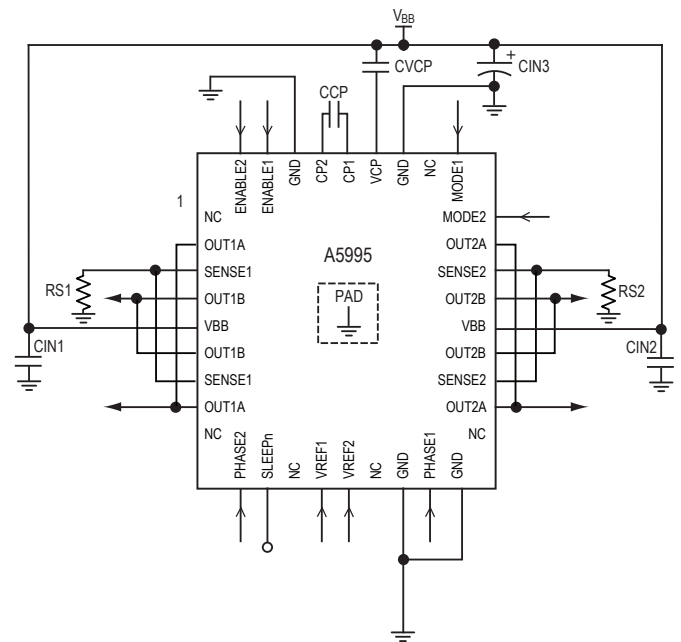 VBB
CVCP
CIN3
CCP
ENABLE2
ENABLE1
GND
CP2
CP1
VCP
GND
NC
MODE1
1
NC
MODE2
OUT1A
A5995
OUT2A
SENSE1
SENSE2
RS1
OUT1B
PAD
OUT2B
RS2
VBB
VBB
CIN1
OUT1B
OUT2B
CIN2
SENSE1
SENSE2
OUT1A
OUT2A
NC
NC
PHASE2
SLEEPn
NC
VREF1
VREF2
NC
GND
PHASE1
GND
+